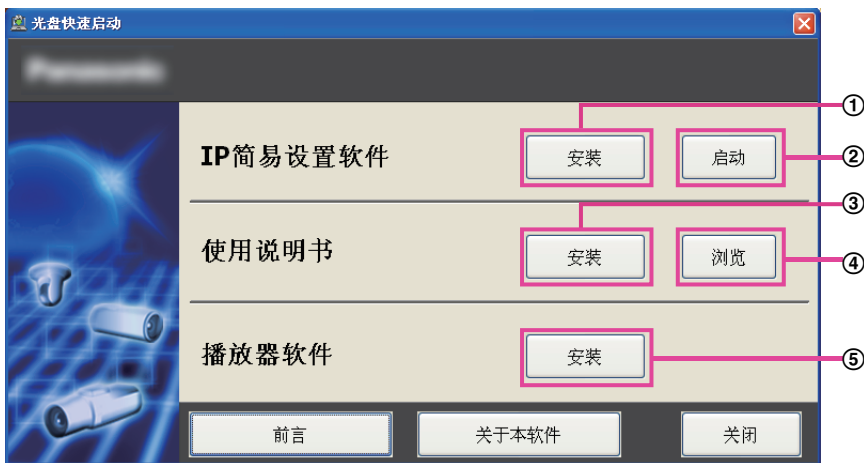 光盘快速启动
IP简易设置软件 安装 启动
使用说明书 安装 浏览
播放器软件 安装
前言 关于本软件 关闭
①
②
③
④
⑤